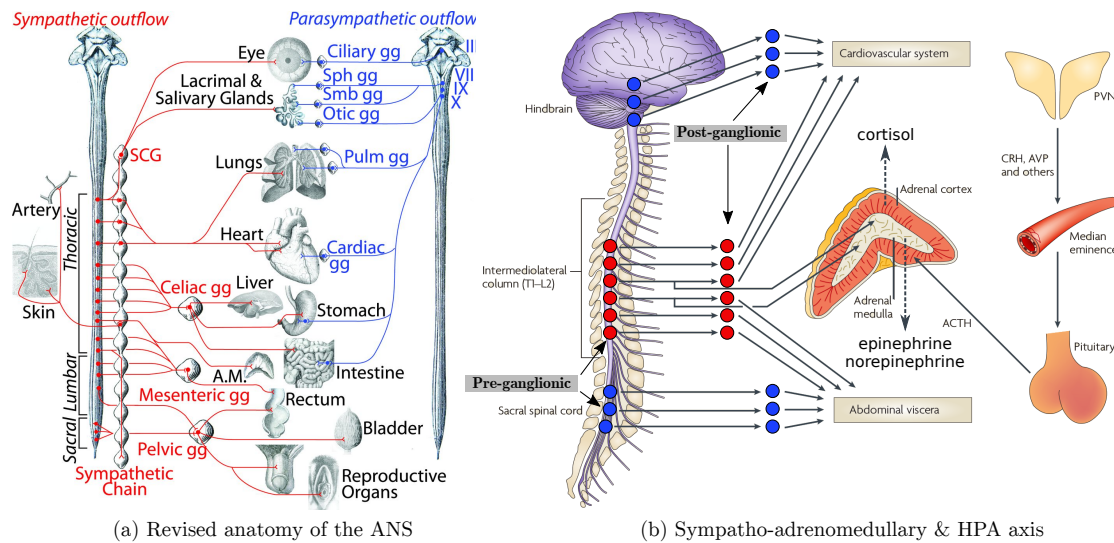 Sympathetic outflow
Parasympathetic outflow
Eye
Ciliary gg
III
Lacrimal &
Salivary Glands
Sph gg
Smb gg
Otic gg
VII
IX
X
SCG
Lungs
Pulm gg
Artery
Thoracic
Heart
Cardiac
gg
Skin
Celiac gg
Liver
Stomach
Intestine
A.M.
Mesenteric gg
Rectum
Lumbar
Sacral
Bladder
Pelvic gg
Sympathetic
Chain
Reproductive
Organs
(a) Revised anatomy of the ANS
Cardiovascular system
Hindbrain
Post-ganglionic
PVN
cortisol
CRH, AVP
and others
Adrenal cortex
Median
eminence
Intermediolateral
column (T1–L2)
Adrenal
medulla
ACTH
epinephrine
norepinephrine
Pituitary
Pre-ganglionic
Sacral spinal cord
Abdominal viscera
(b) Sympatho-adrenomedullary & HPA axis